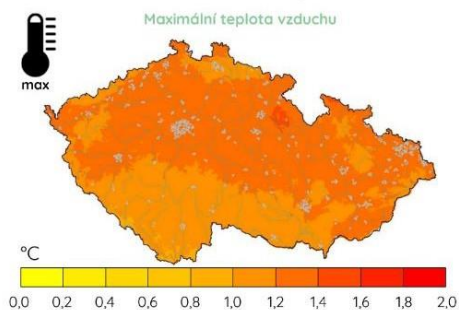 Maximální teplota vzduchu
max
°C
0,0 0,2 0,4 0,6 0,8 1,0 1,2 1,4 1,6 1,8 2,0